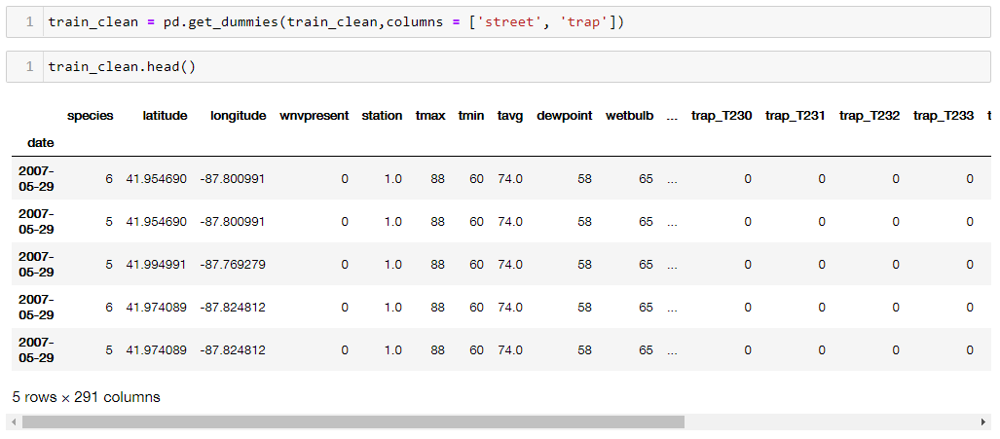 1 train_clean = pd.get_dummies(train_clean,columns = ['street', 'trap'])
1 train_clean.head()
species latitude longitude wnvpresent station tmax tmin tavg dewpoint wetbulb ... trap_T230 trap_T231 trap_T232 trap_T233 t
date
2007-
05-29 6 41.954690 -87.800991 0 1.0 88 60 74.0 58 65 ... 0 0 0 0
2007-
05-29 5 41.954690 -87.800991 0 1.0 88 60 74.0 58 65 ... 0 0 0 0
2007-
05-29 5 41.994991 -87.769279 0 1.0 88 60 74.0 58 65 ... 0 0 0 0
2007-
05-29 6 41.974089 -87.824812 0 1.0 88 60 74.0 58 65 ... 0 0 0 0
2007-
05-29 5 41.974089 -87.824812 0 1.0 88 60 74.0 58 65 ... 0 0 0 0
5 rows × 291 columns